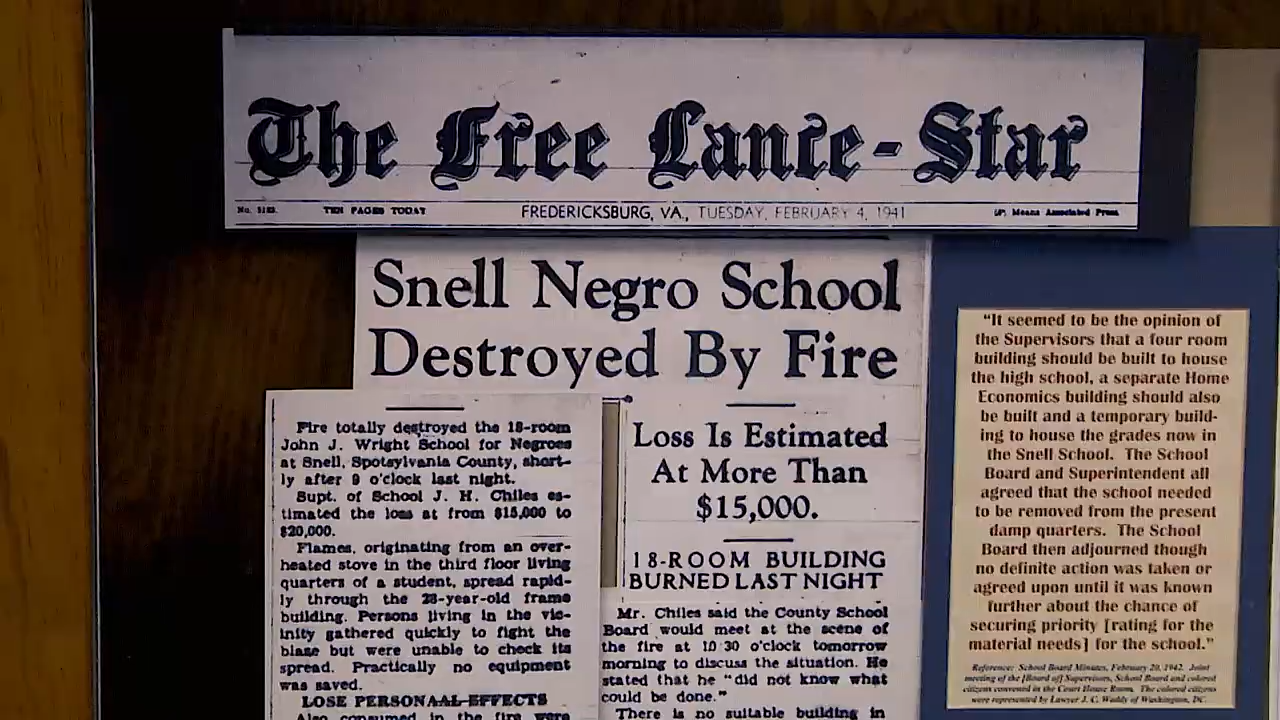 The Free Lance-Star
No. 5183. TEN PAGES TODAY FREDERICKSBURG, VA., TUESDAY, FEBRUARY 4, 1941 Means Associated Press
Snell Negro School
Destroyed By Fire
Fire totally destroyed the 18-room
John J. Wright School for Negroes
at Snell, Spotsylvania County, short-
ly after 9 o'clock last night.
Supt. of School J. H. Chiles es-
timated the loss at from $15,000 to
$20,000.
Flames, originating from an over-
heated stove in the third floor living
quarters of a student, spread rapid-
ly through the 28-year-old frame
building. Persons living in the vic-
inity gathered quickly to fight the
blaze but were unable to check its
spread. Practically no equipment
was saved.
LOSE PERSONAAL EFFECTS
Also consumed in the fire were
Loss Is Estimated
At More Than
$15,000.
18-ROOM BUILDING
BURNED LAST NIGHT
Mr. Chiles said the County School
Board would meet at the scene of
the fire at 10 30 o'clock tomorrow
morning to discuss the situation. He
stated that he "did not know what
could be done."
There is no suitable building in
"It seemed to be the opinion of
the Supervisors that a four room
building should be built to house
the high school, a separate Home
Economics building should also
be built and a temporary build-
ing to house the grades now in
the Snell School. The School
Board and Superintendent all
agreed that the school needed
to be removed from the present
damp quarters. The School
Board then adjourned though
no definite action was taken or
agreed upon until it was known
further about the chance of
securing priority [rating for the
material needs] for the school."
Reference: School Board Minutes, February 20, 1942. Joint
meeting of the [Board of] Supervisors, School Board and colored
citizens convened in the Court House Room. The colored citizens
were represented by Lawyer J. C. Waddy of Washington, DC.